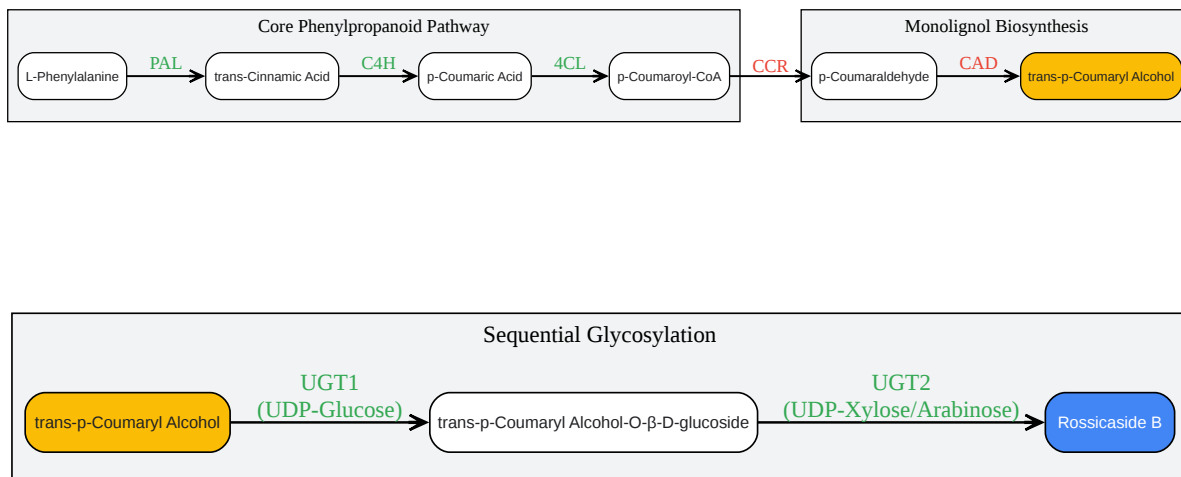 Core Phenylpropanoid Pathway
Monolignol Biosynthesis
L-Phenylalanine
PAL
trans-Cinnamic Acid
C4H
p-Coumaric Acid
4CL
p-Coumaroyl-CoA
CCR
p-Coumaraldehyde
CAD
trans-p-Coumaryl Alcohol
Sequential Glycosylation
trans-p-Coumaryl Alcohol
UGT1
(UDP-Glucose)
trans-p-Coumaryl Alcohol-O-β-D-glucoside
UGT2
(UDP-Xylose/Arabinose)
Rossicaside B